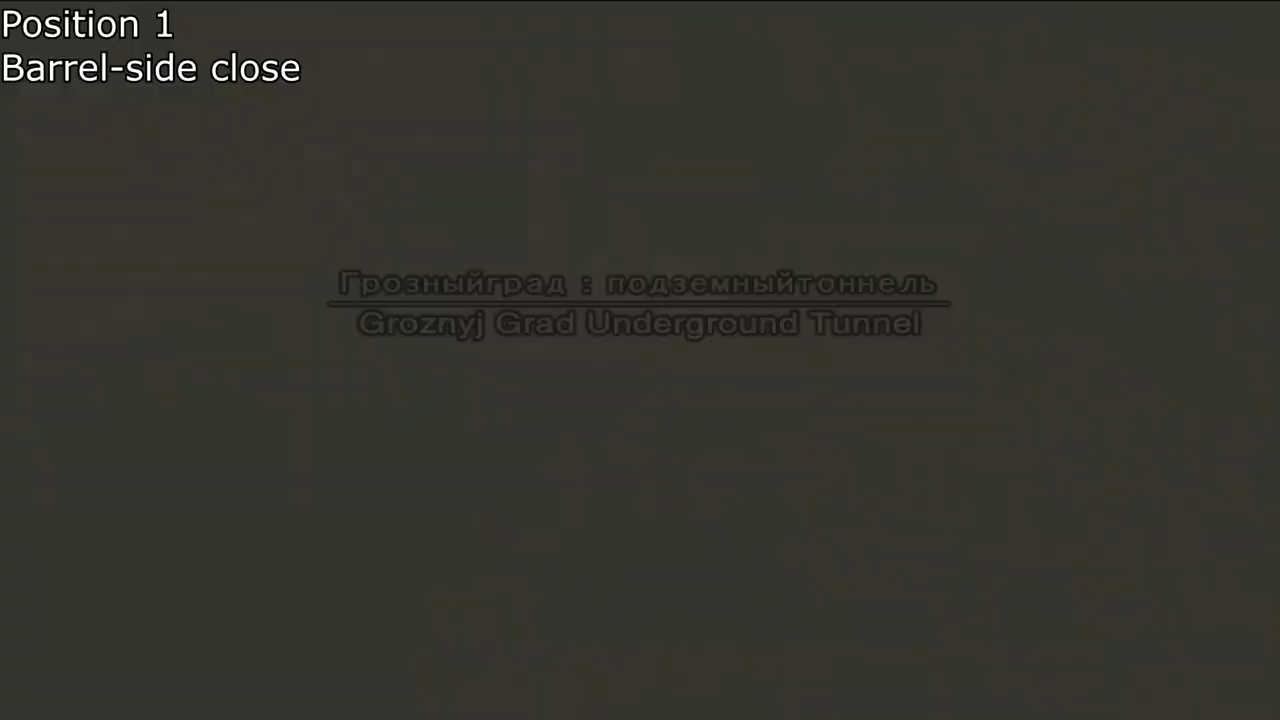 Position 1
Barrel-side close
Грозныйград : подземныйтоннель
Groznyj Grad Underground Tunnel